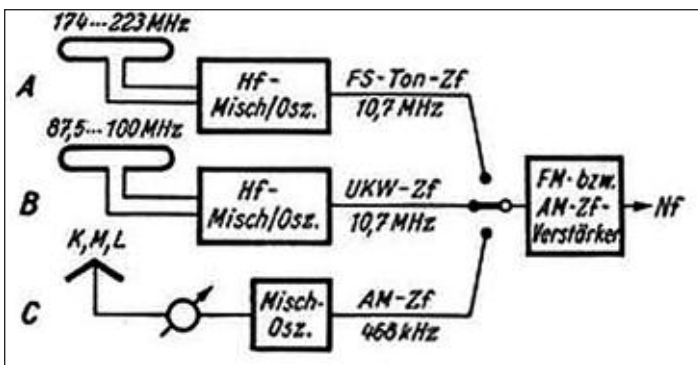 174...223 MHz
A
Hf-
Misch/Osz.
FS-Ton-Zf
10,7 MHz
87,5...100 MHz
B
Hf-
Misch/Osz.
UKW-Zf
10,7 MHz
FM-bzw.
AM-Zf-
Verstärker
Nf
K,M,L
C
Misch-
Osz.
AM-Zf
468 kHz